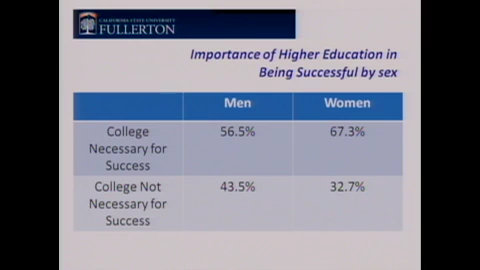 CALIFORNIA STATE UNIVERSITY
FULLERTON
Importance of Higher Education in
Being Successful by sex
Men Women
College
Necessary for
Success
56.5% 67.3%
College Not
Necessary for
Success
43.5% 32.7%